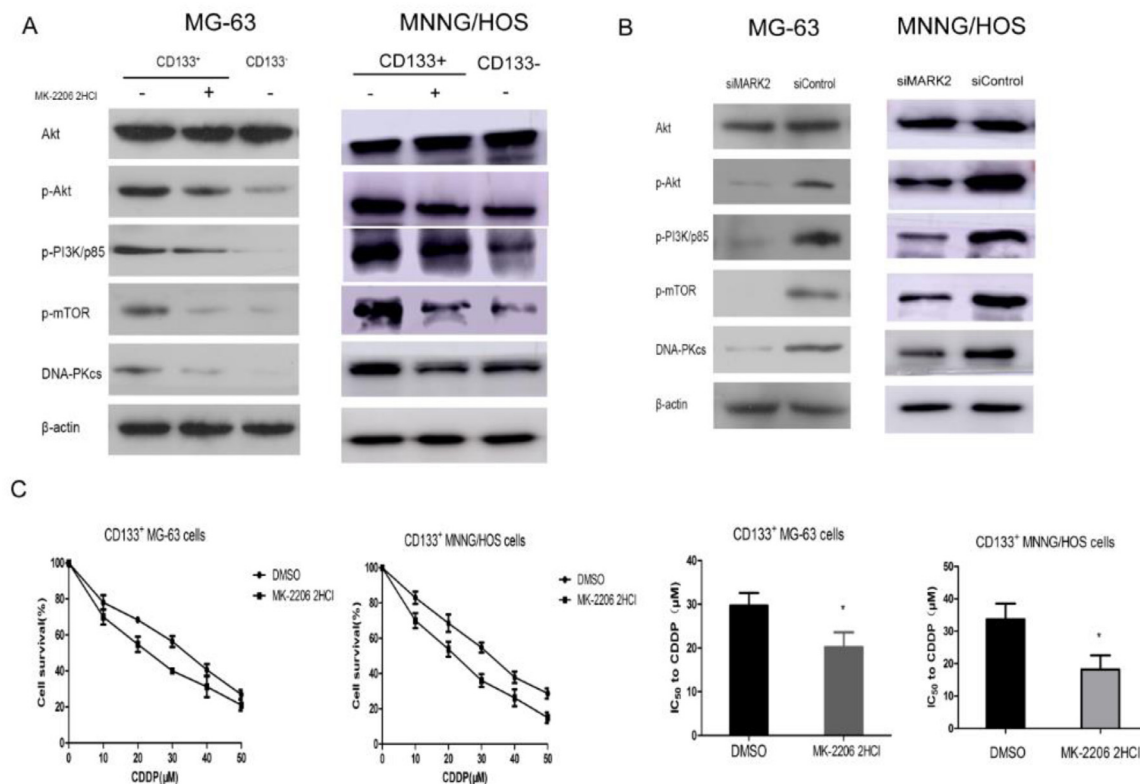 A
MG-63
MNNG/HOS
CD133⁺ CD133⁻
CD133+ CD133-
MK-2206 2HCl - + -
- + -
Akt
p-Akt
p-PI3K/p85
p-mTOR
DNA-PKcs
β-actin
B
MG-63
MNNG/HOS
siMARK2 siControl
siMARK2 siControl
Akt
p-Akt
p-PI3K/p85
p-mTOR
DNA-PKcs
β-actin
C
CD133⁺ MG-63 cells
Cell survival(%)
100
80
60
40
20
0
0 10 20 30 40 50
CDDP(μM)
DMSO
MK-2206 2HCl
CD133⁺ MNNG/HOS cells
Cell survival(%)
100
80
60
40
20
0
0 10 20 30 40 50
CDDP(μM)
DMSO
MK-2206 2HCl
CD133⁺ MG-63 cells
IC₅₀ to CDDP (μM)
40
30
20
10
0
*
DMSO MK-2206 2HCl
CD133⁺ MNNG/HOS cells
IC₅₀ to CDDP (μM)
40
30
20
10
0
*
DMSO MK-2206 2HCl